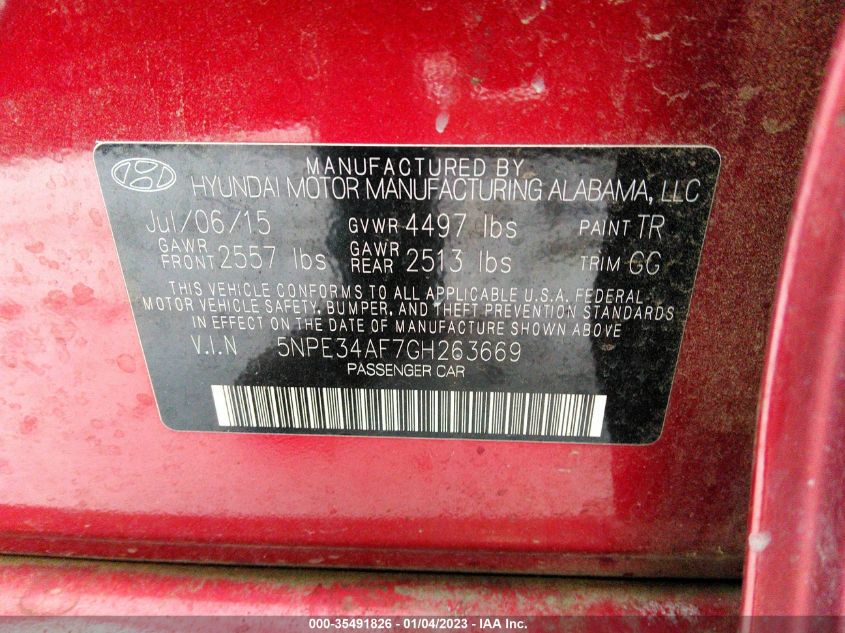 MANUFACTURED BY
HYUNDAI MOTOR MANUFACTURING ALABAMA, LLC
Jul/06/15 GVWR 4497 lbs PAINT TR
GAWR FRONT 2557 lbs GAWR REAR 2513 lbs TRIM GG
THIS VEHICLE CONFORMS TO ALL APPLICABLE U.S.A. FEDERAL
MOTOR VEHICLE SAFETY, BUMPER, AND THEFT PREVENTION STANDARDS
IN EFFECT ON THE DATE OF MANUFACTURE SHOWN ABOVE
V.I.N 5NPE34AF7GH263669
PASSENGER CAR
000-35491826 - 01/04/2023 - IAA Inc.